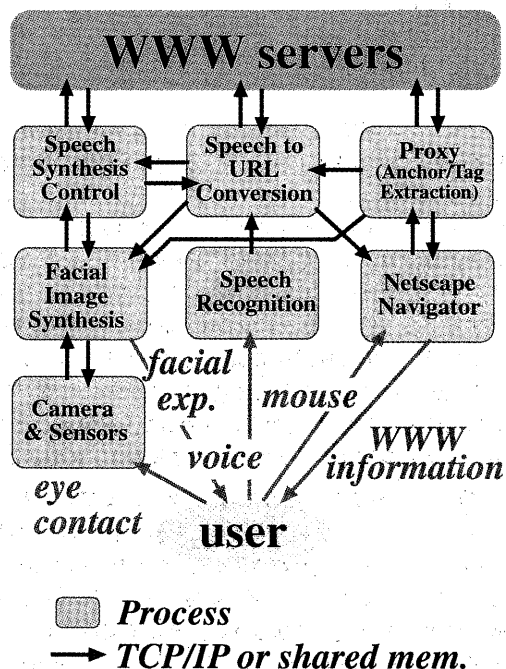 WWW servers
Speech
Synthesis
Control
Speech to
URL
Conversion
Proxy
(Anchor/Tag
Extraction)
Facial
Image
Synthesis
Speech
Recognition
Netscape
Navigator
Camera
& Sensors
facial
exp.
mouse
voice
WWW
information
eye
contact
user
Process
TCP/IP or shared mem.